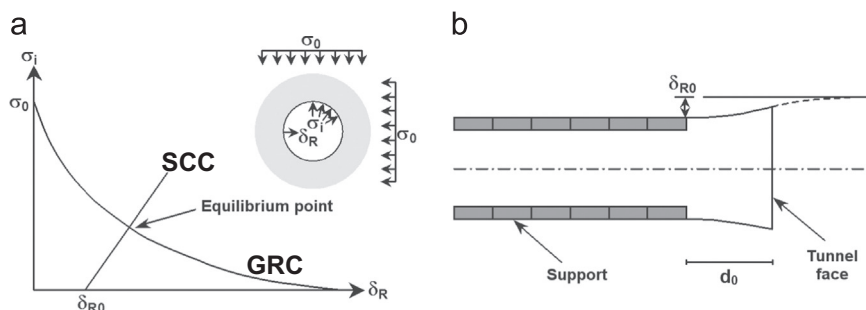 a
σi
σ0
σ0
σi
δR
σ0
SCC
Equilibrium point
GRC
δR0
δR
b
δR0
Support
d0
Tunnel
face